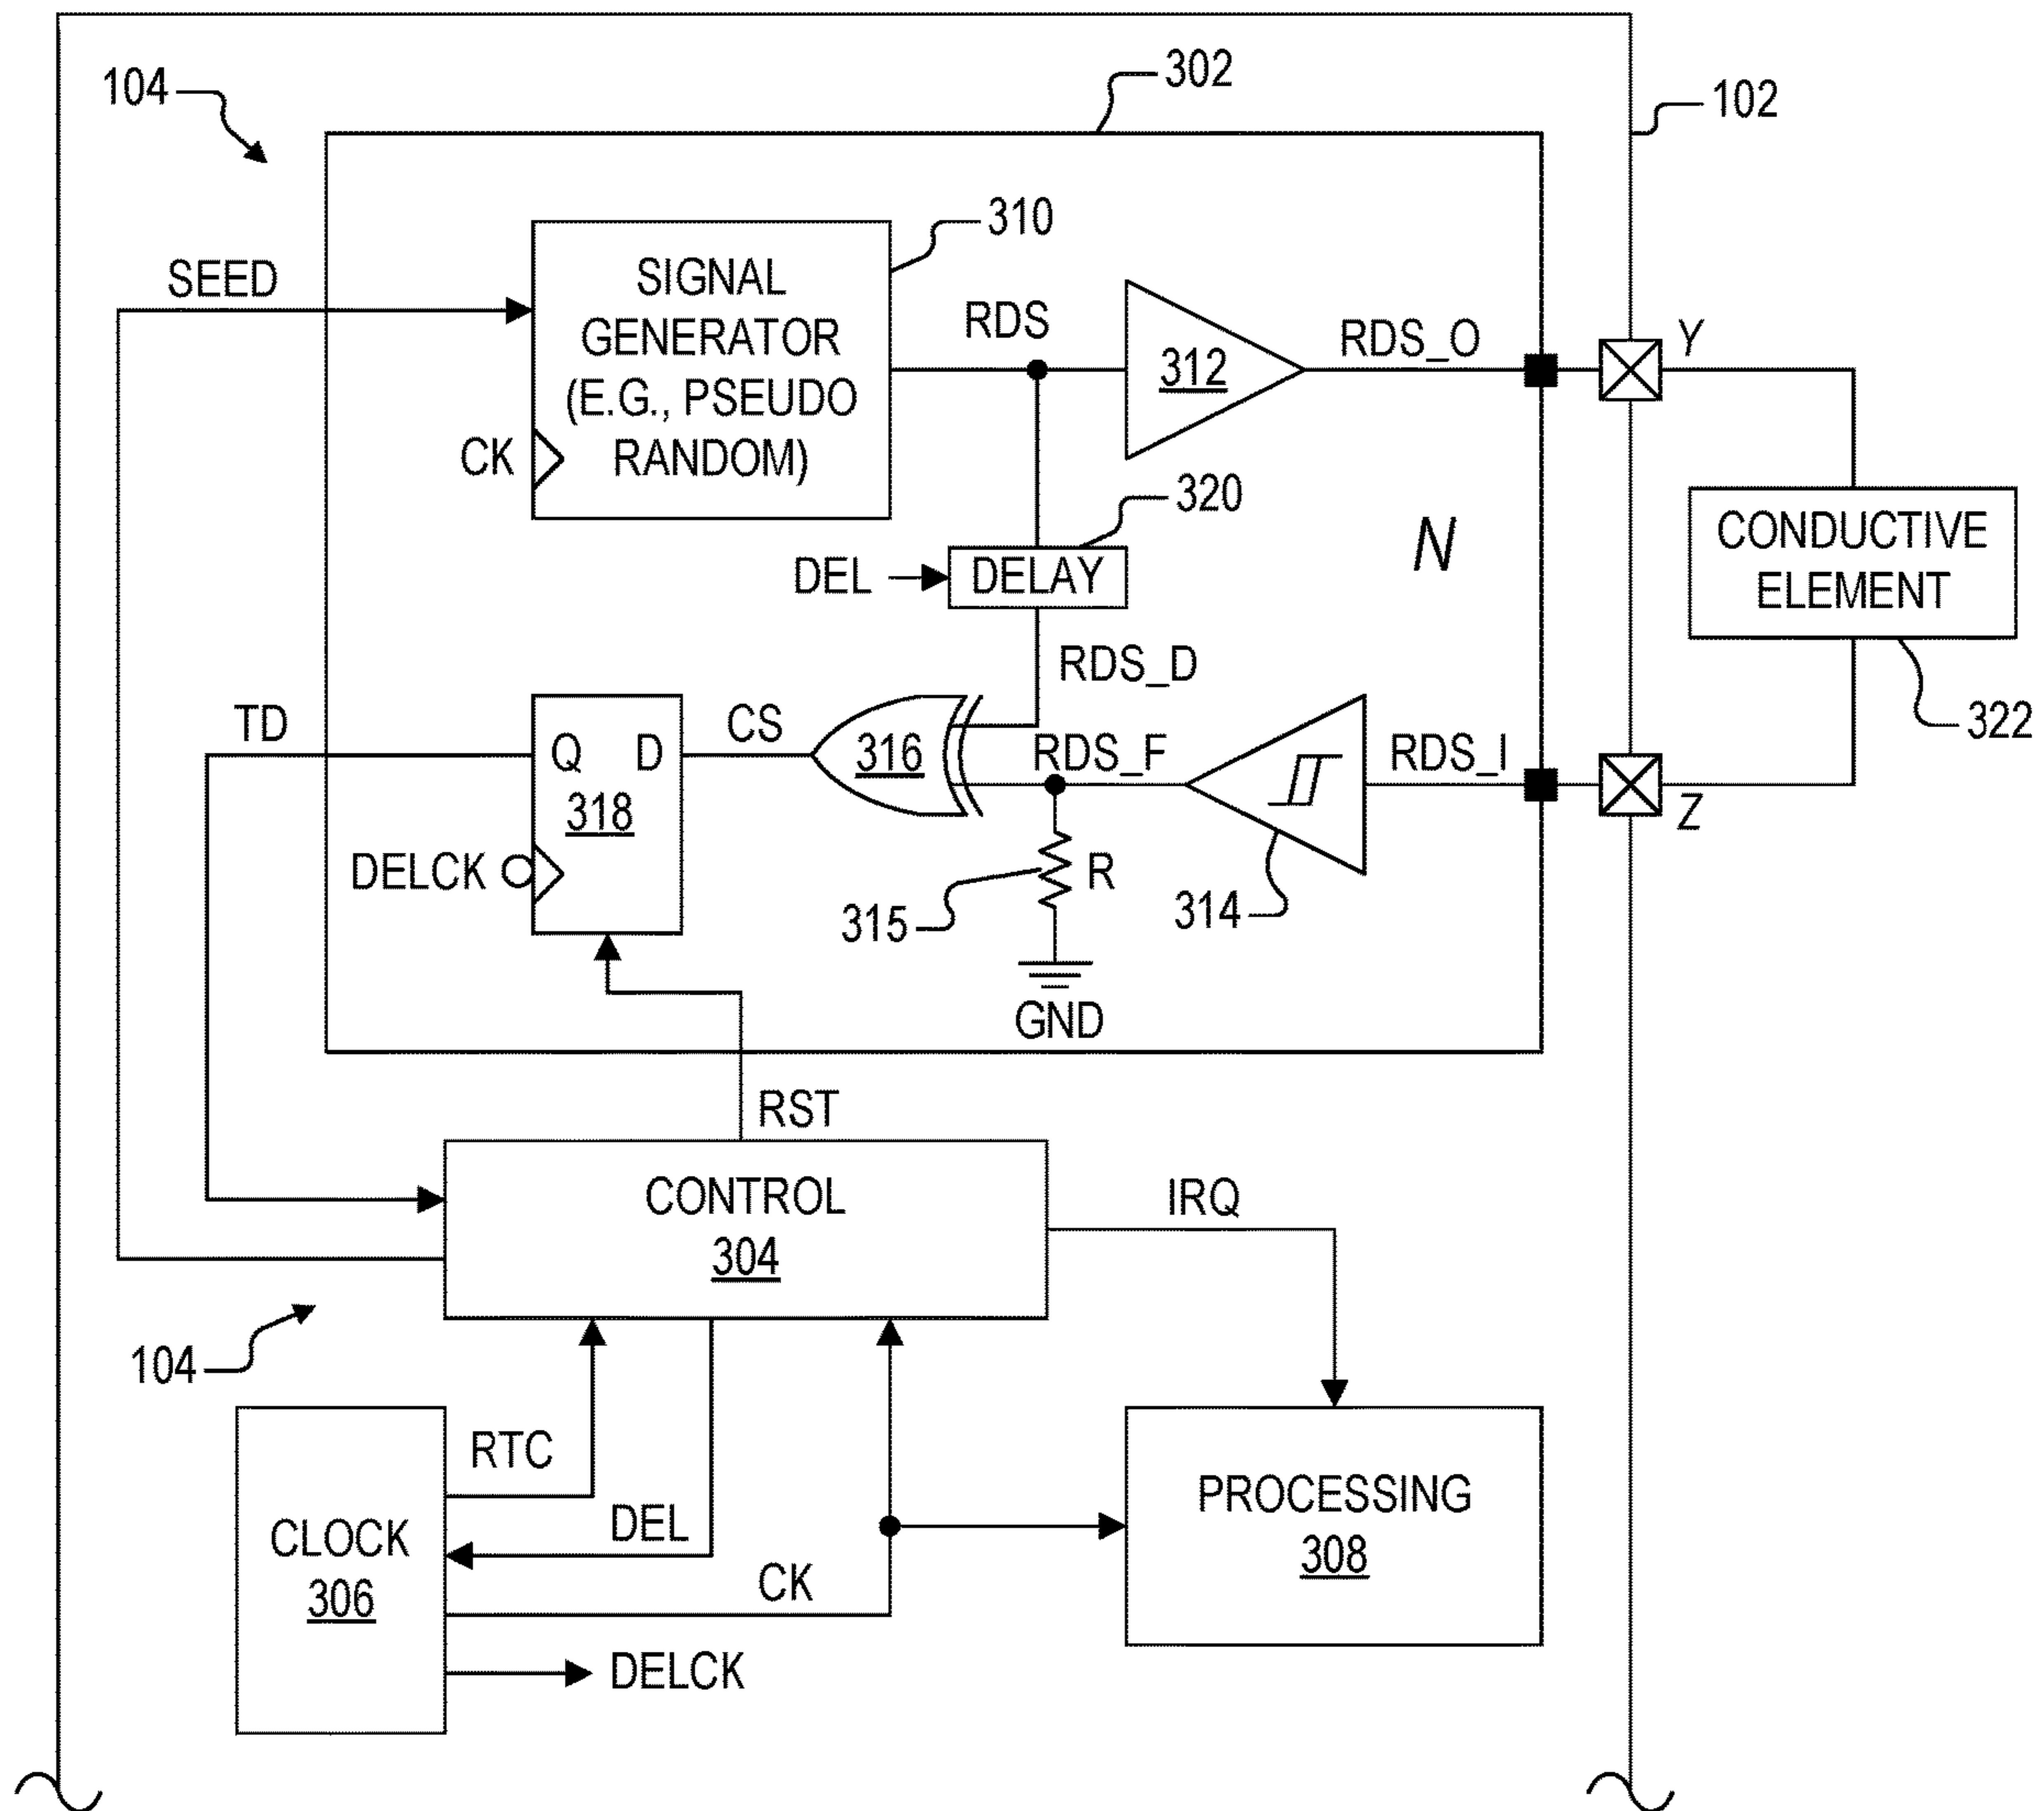 302
104
102
310
SEED
SIGNAL
GENERATOR
(E.G., PSEUDO
RANDOM)
CK
RDS
312
RDS_O
Y
320
DEL
DELAY
N
CONDUCTIVE
ELEMENT
RDS_D
322
TD
Q D
318
CS
316
RDS_F
RDS_I
Z
DELCK
R
315
314
GND
RST
CONTROL
304
IRQ
104
RTC
CLOCK
306
DEL
CK
DELCK
PROCESSING
308